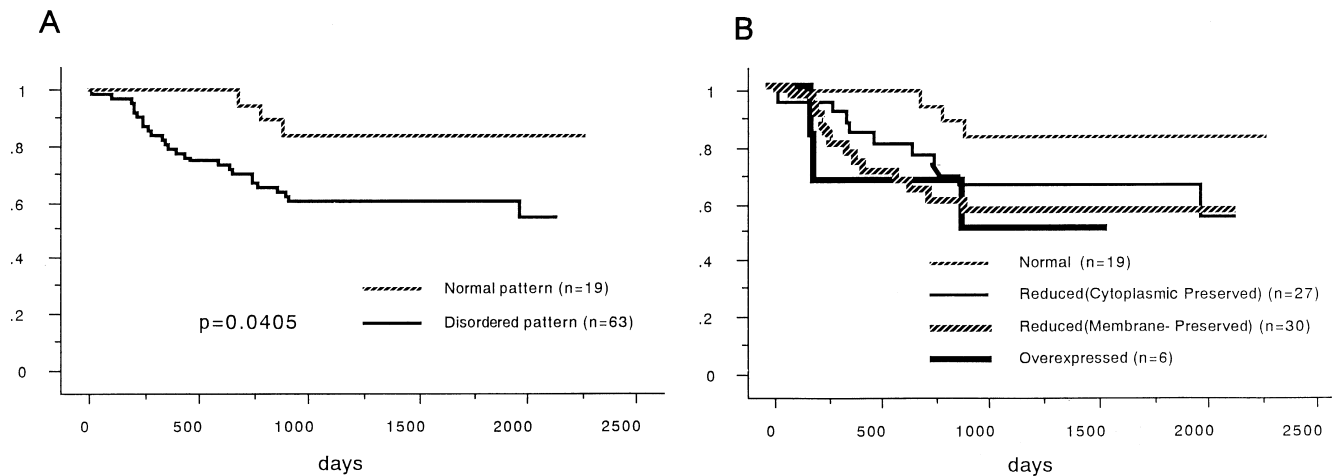 A
1
.8
.6
.4
.2
0
Normal pattern (n=19)
p=0.0405
Disordered pattern (n=63)
0
500
1000
1500
2000
2500
days
B
1
.8
.6
.4
.2
0
Normal (n=19)
Reduced(Cytoplasmic Preserved) (n=27)
Reduced(Membrane- Preserved) (n=30)
Overexpressed (n=6)
0
500
1000
1500
2000
2500
days